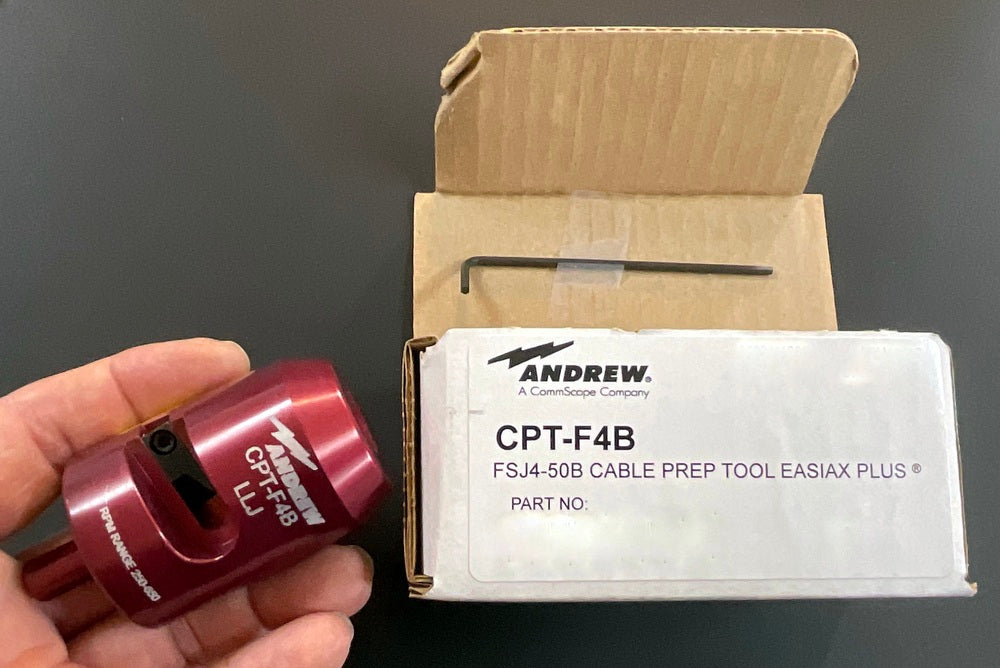 ANDREW®
A CommScope Company
CPT-F4B
FSJ4-50B CABLE PREP TOOL EASIAX PLUS ®
PART NO:
ANDREW
CPT-F4B
LLJ
RPM RANGE 250-650